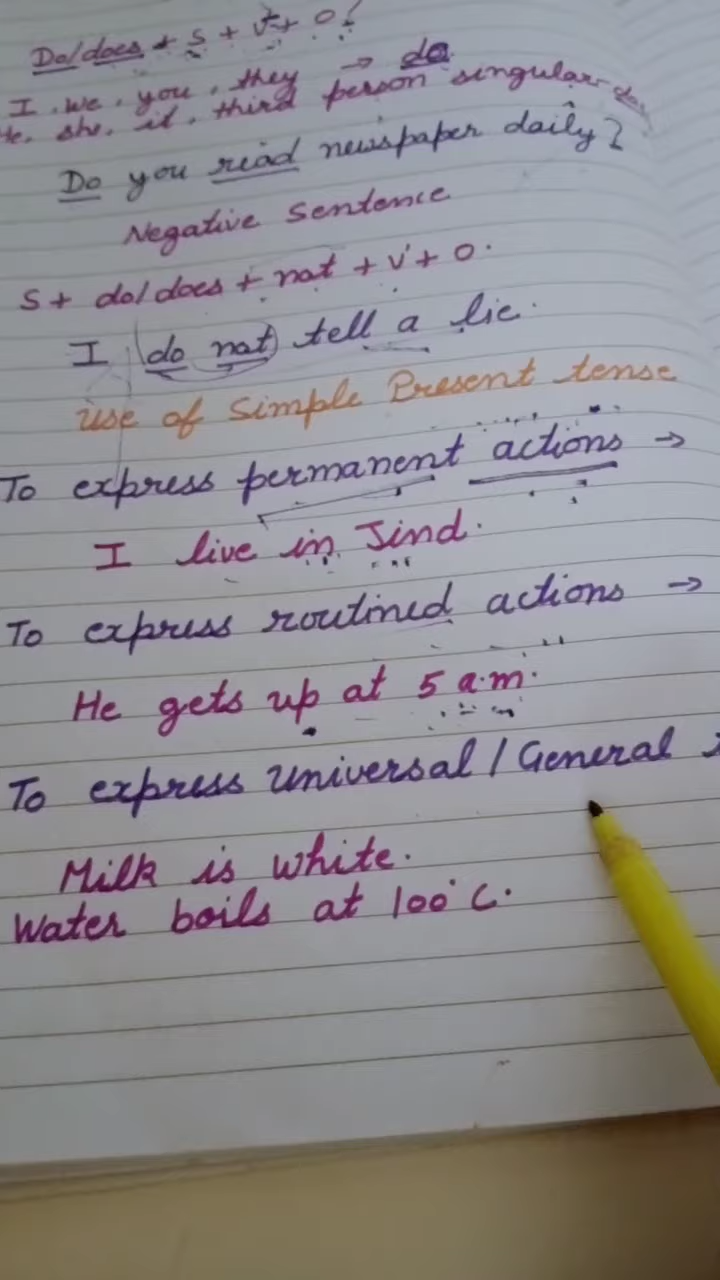 Do/does + S + V¹ + O?
I, we, you, they → do
He, she, it, third person singular
Do you read newspaper daily?
Negative Sentence
S + do/does + not + V¹ + O.
I do not tell a lie.
Use of Simple Present tense
To express permanent actions →
I live in Jind.
To express routined actions →
He gets up at 5 a.m.
To express universal / General
Milk is white.
Water boils at 100°C.